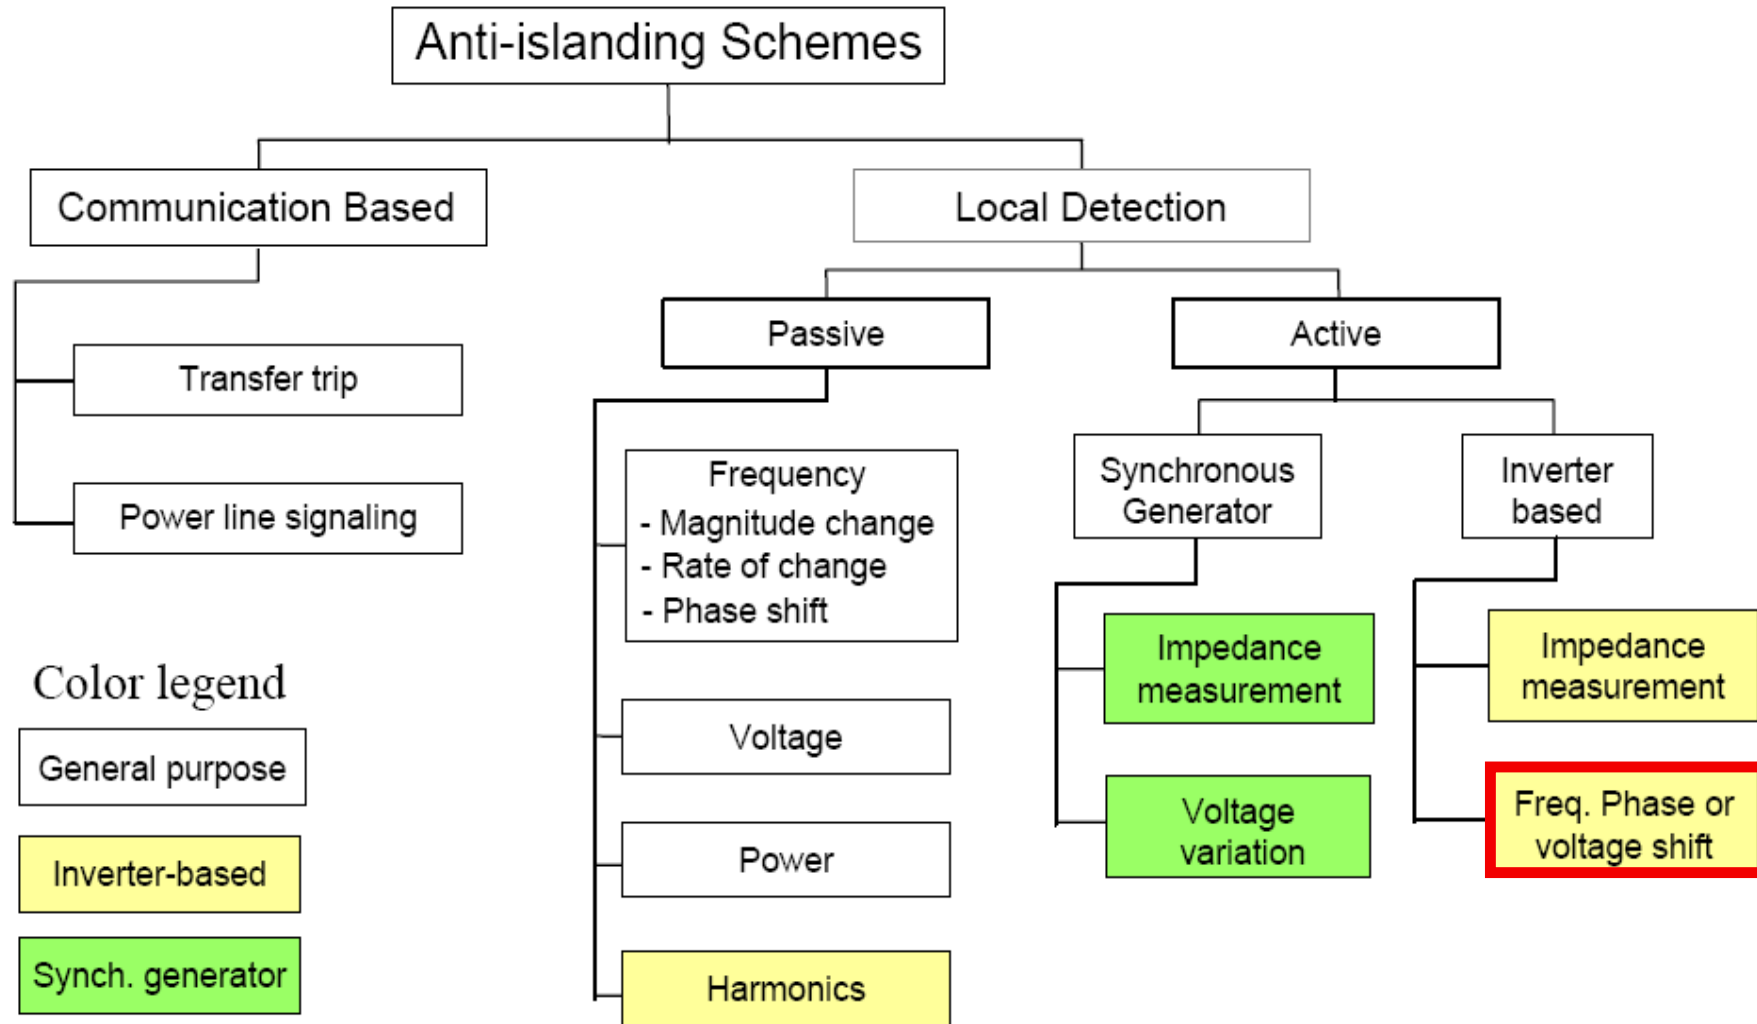 Anti-islanding Schemes
Communication Based
Local Detection
Transfer trip
Power line signaling
Passive
Active
Frequency
- Magnitude change
- Rate of change
- Phase shift
Voltage
Power
Harmonics
Synchronous
Generator
Inverter
based
Impedance
measurement
Voltage
variation
Impedance
measurement
Freq. Phase or
voltage shift
Color legend
General purpose
Inverter-based
Synch. generator